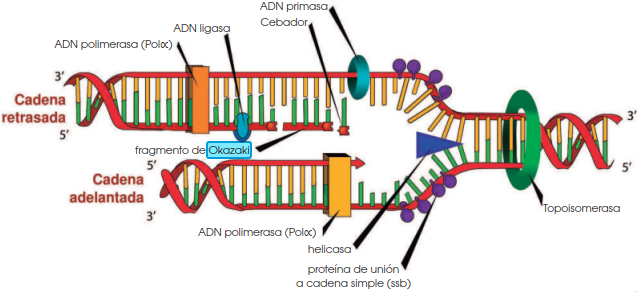 ADN primasa
Cebador
ADN ligasa
ADN polimerasa (Polα)
3’
Cadena
retrasada
5’
fragmento de Okazaki
3’
5’
5’
Cadena
adelantada
3’
ADN polimerasa (Polα)
helicasa
proteína de unión
a cadena simple (ssb)
Topoisomerasa